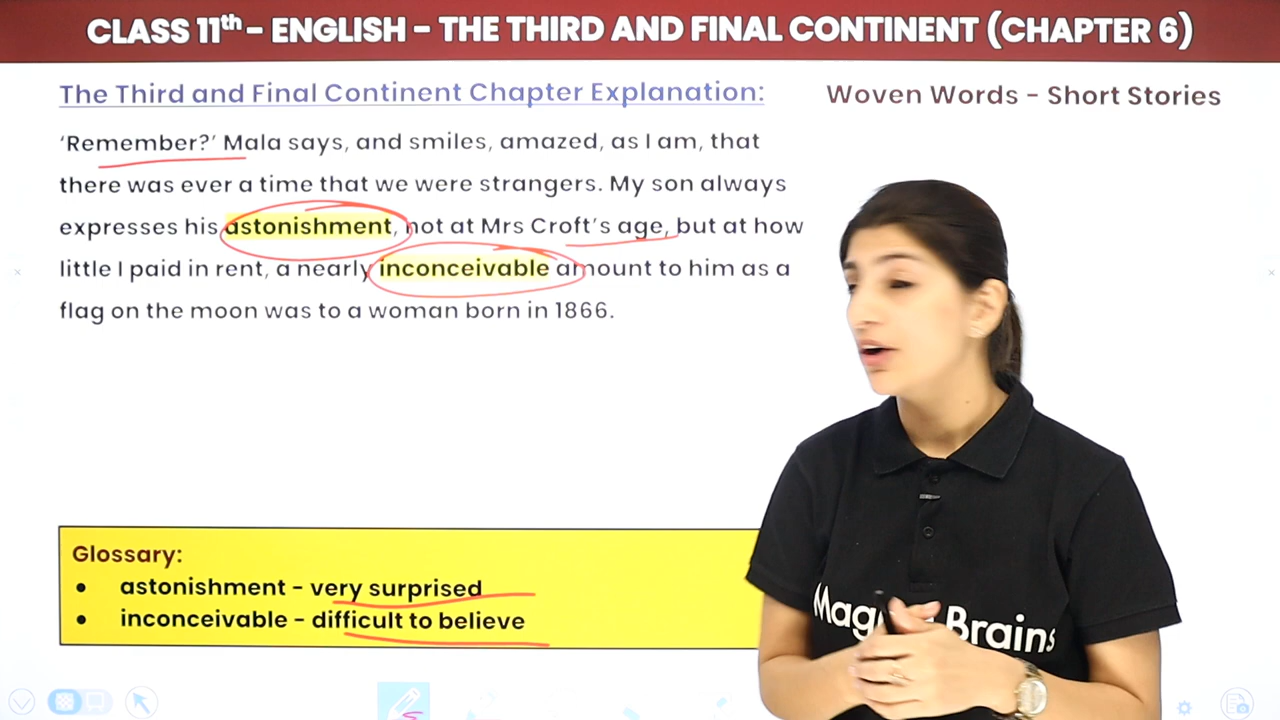 CLASS 11th - ENGLISH - THE THIRD AND FINAL CONTINENT (CHAPTER 6)
The Third and Final Continent Chapter Explanation:
Woven Words - Short Stories
‘Remember?’ Mala says, and smiles, amazed, as I am, that
there was ever a time that we were strangers. My son always
expresses his astonishment, not at Mrs Croft’s age, but at how
little I paid in rent, a nearly inconceivable amount to him as a
flag on the moon was to a woman born in 1866.
Glossary:
• astonishment - very surprised
• inconceivable - difficult to believe
Brains